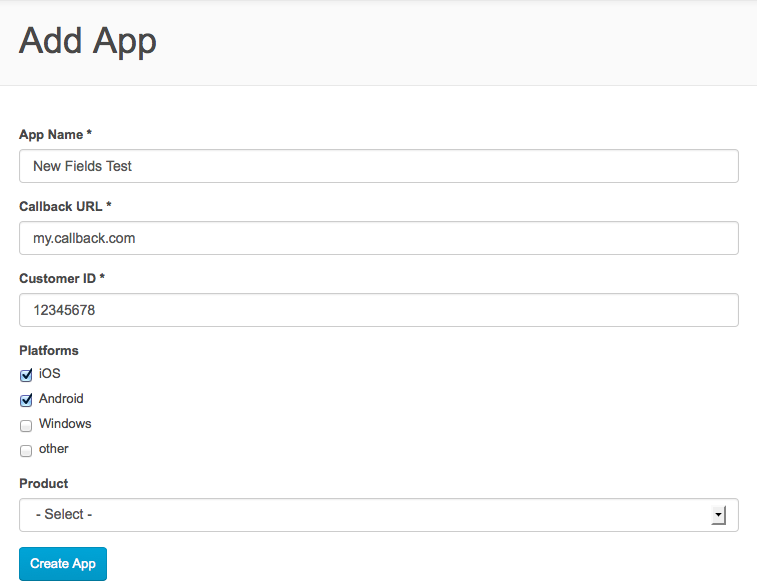 Add App
App Name *
New Fields Test
Callback URL *
my.callback.com
Customer ID *
12345678
Platforms
iOS
Android
Windows
other
Product
- Select -
Create App